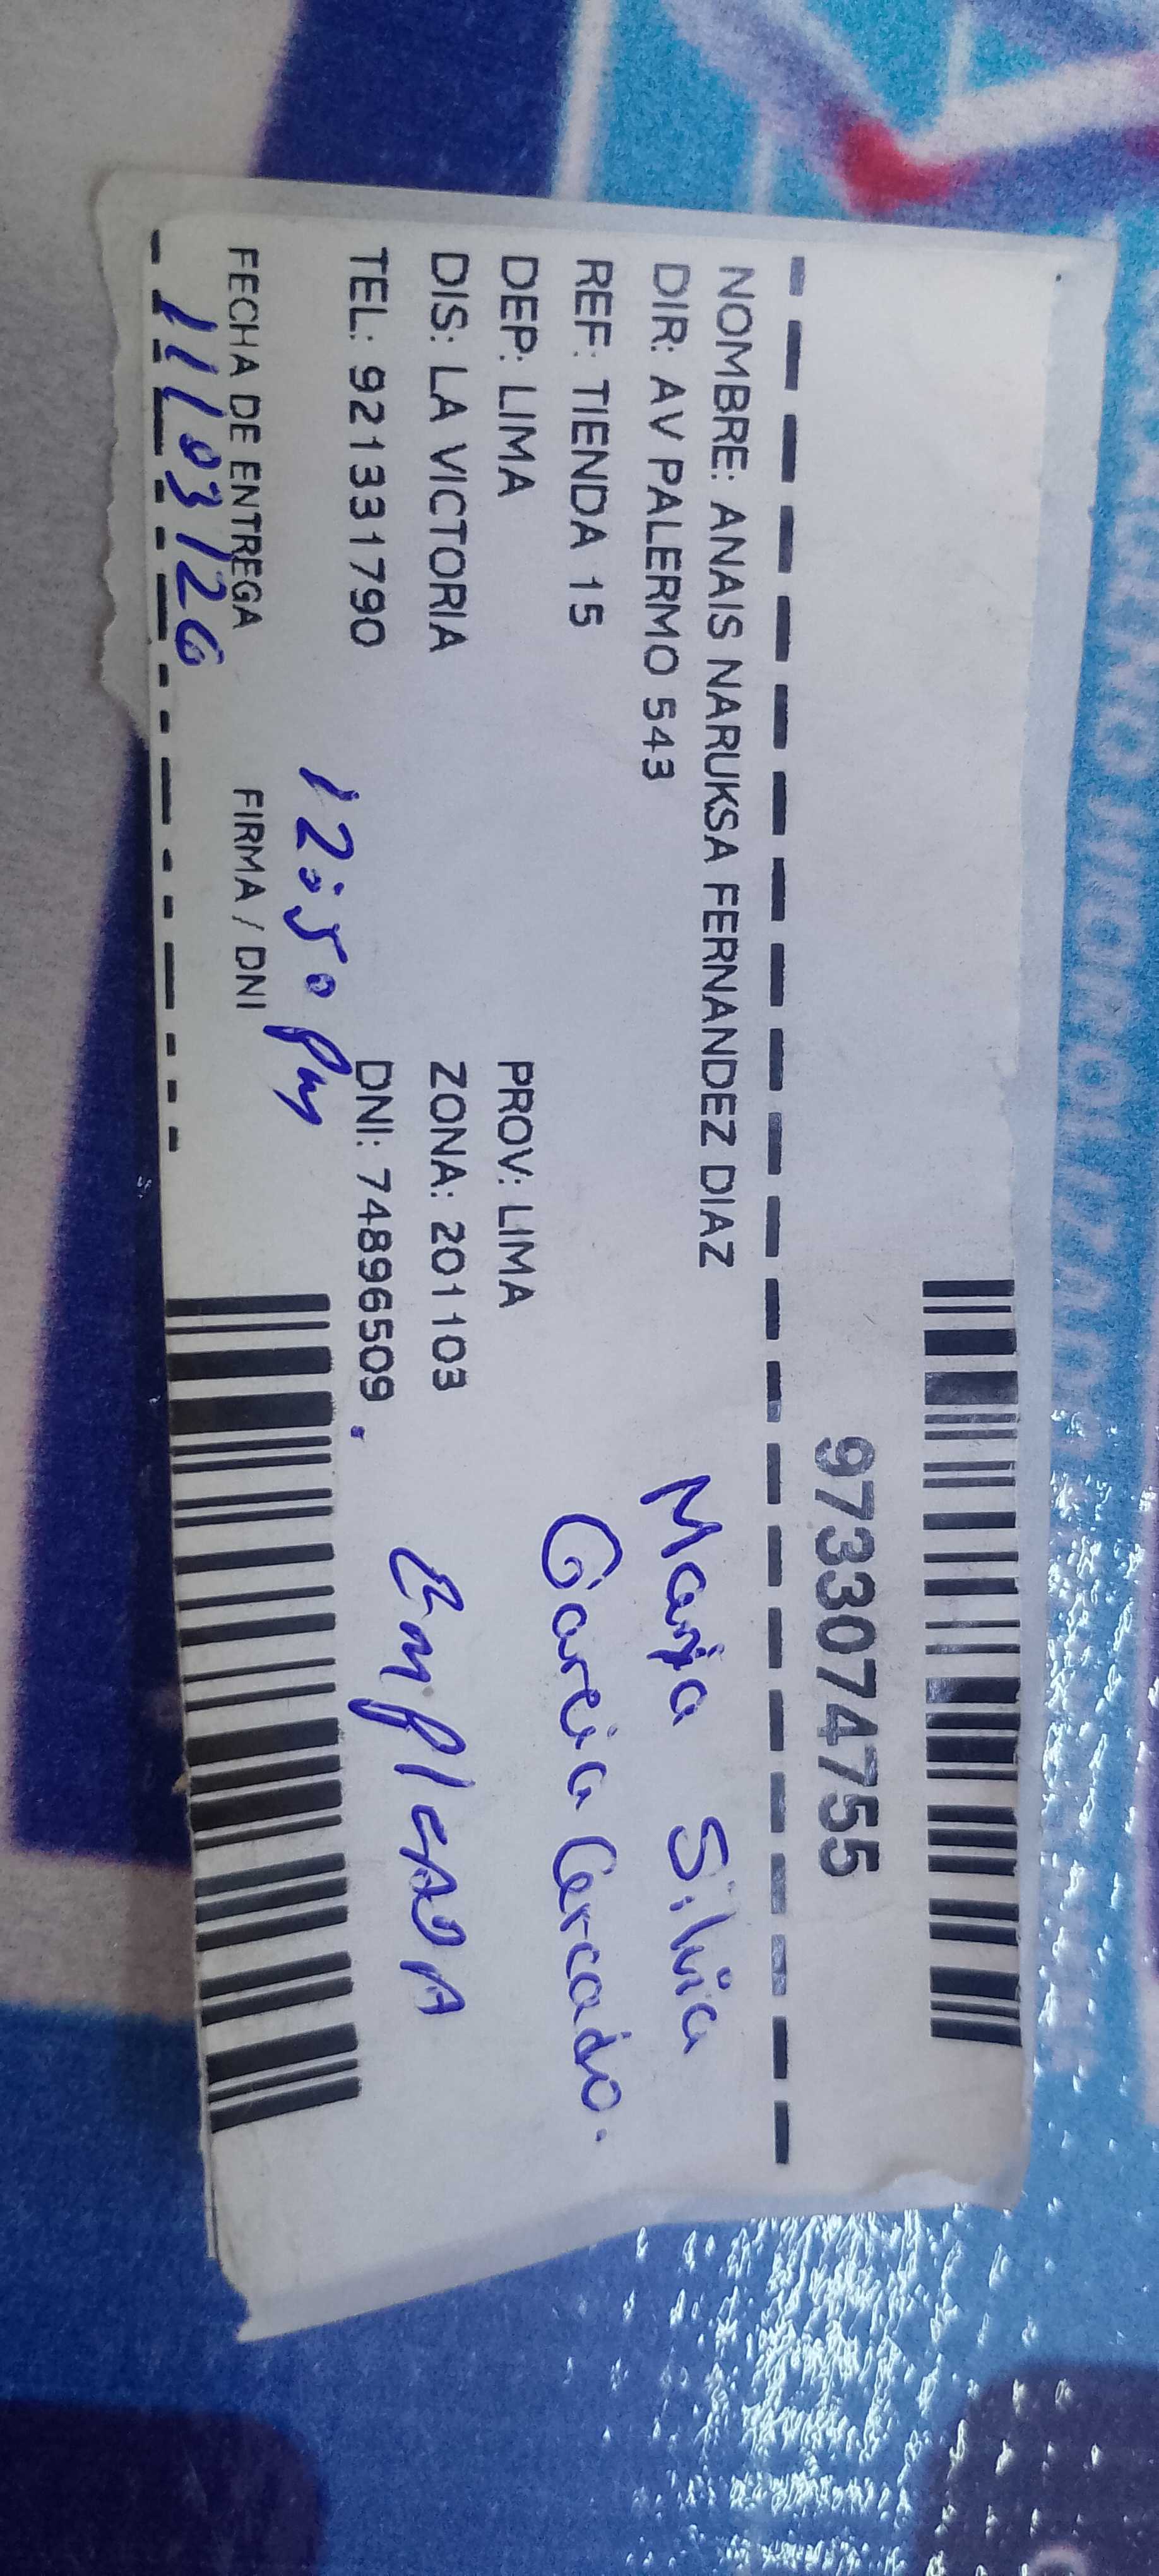 9733074755
NOMBRE: ANAIS NARUKSA FERNANDEZ DIAZ
DIR: AV PALERMO 543
Maria Silvia
REF: TIENDA 15
Garcia Cercado.
DEP: LIMA PROV: LIMA
DIS: LA VICTORIA ZONA: 201103
EmplEADA
TEL: 921331790 DNI: 74896509
12:50 Pm
FECHA DE ENTREGA FIRMA / DNI
11/03/26